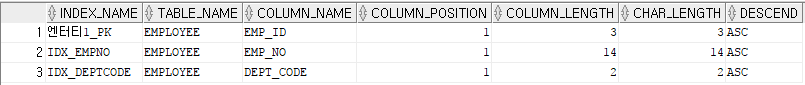 INDEX_NAME TABLE_NAME COLUMN_NAME COLUMN_POSITION COLUMN_LENGTH CHAR_LENGTH DESCEND
1 엔터티1_PK EMPLOYEE EMP_ID 1 3 3 ASC
2 IDX_EMPNO EMPLOYEE EMP_NO 1 14 14 ASC
3 IDX_DEPTCODE EMPLOYEE DEPT_CODE 1 2 2 ASC